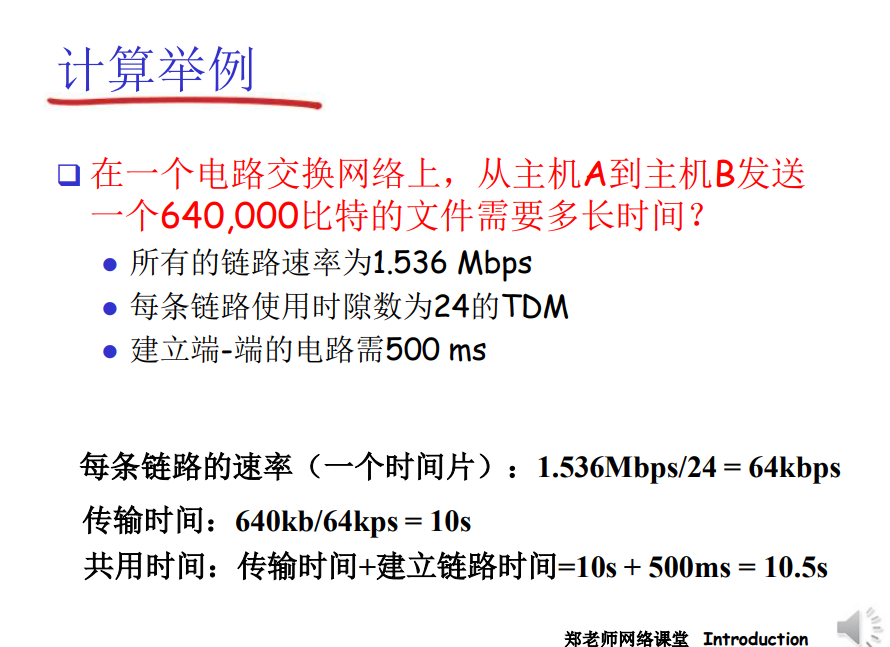 计算举例
在一个电路交换网络上，从主机A到主机B发送
一个640,000比特的文件需要多长时间？
所有的链路速率为1.536 Mbps
每条链路使用时隙数为24的TDM
建立端-端的电路需500 ms
每条链路的速率（一个时间片）：1.536Mbps/24 = 64kbps
传输时间：640kb/64kps = 10s
共用时间：传输时间+建立链路时间=10s + 500ms = 10.5s
郑老师网络课堂 Introduction